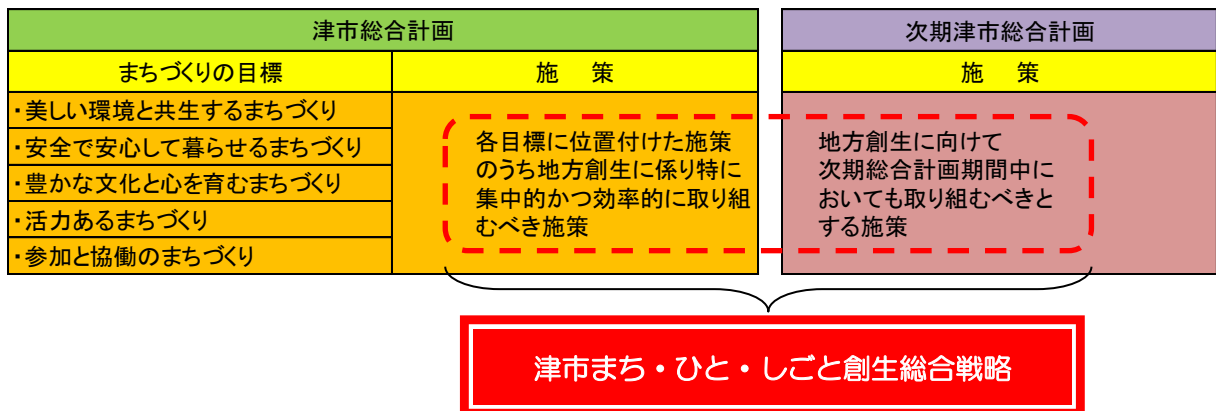 津市総合計画
まちづくりの目標
施 策
・美しい環境と共生するまちづくり
・安全で安心して暮らせるまちづくり
・豊かな文化と心を育むまちづくり
・活力あるまちづくり
・参加と協働のまちづくり
各目標に位置付けた施策
のうち地方創生に係り特に
集中的かつ効率的に取り組
むべき施策
次期津市総合計画
施 策
地方創生に向けて
次期総合計画期間中に
おいても取り組むべきと
する施策
津市まち・ひと・しごと創生総合戦略